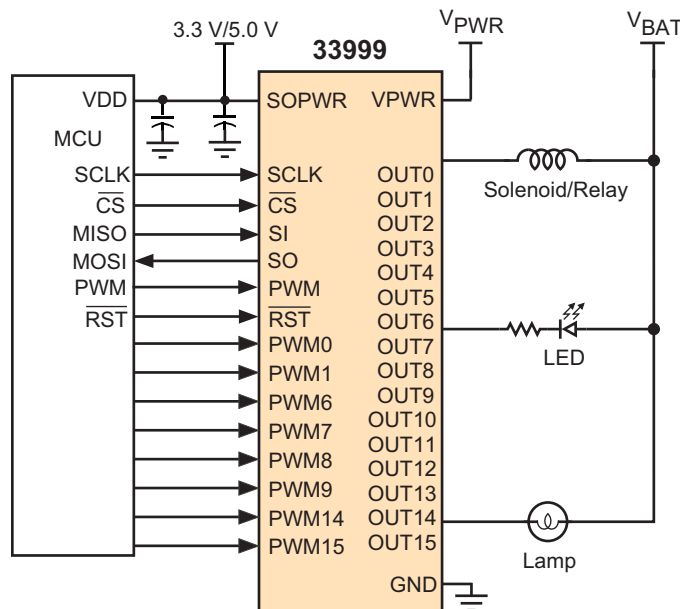 3.3 V/5.0 V
33999
VPWR
VBAT
VDD
SOPWR
VPWR
MCU
SCLK
SCLK
OUT0
Solenoid/Relay
CS
CS
OUT1
MISO
SI
OUT2
MOSI
SO
OUT3
PWM
PWM
OUT4
RST
RST
OUT5
PWM0
OUT6
PWM1
OUT7
LED
PWM6
OUT8
PWM7
OUT9
PWM8
OUT10
PWM9
OUT11
PWM14
OUT12
PWM15
OUT13
OUT14
OUT15
Lamp
GND